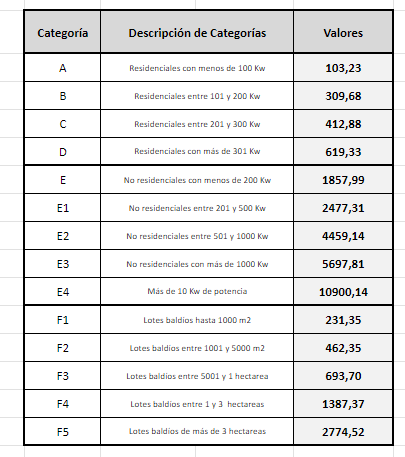 Categoría Descripción de Categorías Valores
A Residenciales con menos de 100 Kw 103,23
B Residenciales entre 101 y 200 Kw 309,68
C Residenciales entre 201 y 300 Kw 412,88
D Residenciales con más de 301 Kw 619,33
E No residenciales con menos de 200 Kw 1857,99
E1 No residenciales entre 201 y 500 Kw 2477,31
E2 No residenciales entre 501 y 1000 Kw 4459,14
E3 No residenciales con más de 1000 Kw 5697,81
E4 Más de 10 Kw de potencia 10900,14
F1 Lotes baldíos hasta 1000 m2 231,35
F2 Lotes baldíos entre 1001 y 5000 m2 462,35
F3 Lotes baldíos entre 5001 y 1 hectarea 693,70
F4 Lotes baldíos entre 1 y 3 hectareas 1387,37
F5 Lotes baldíos de más de 3 hectareas 2774,52